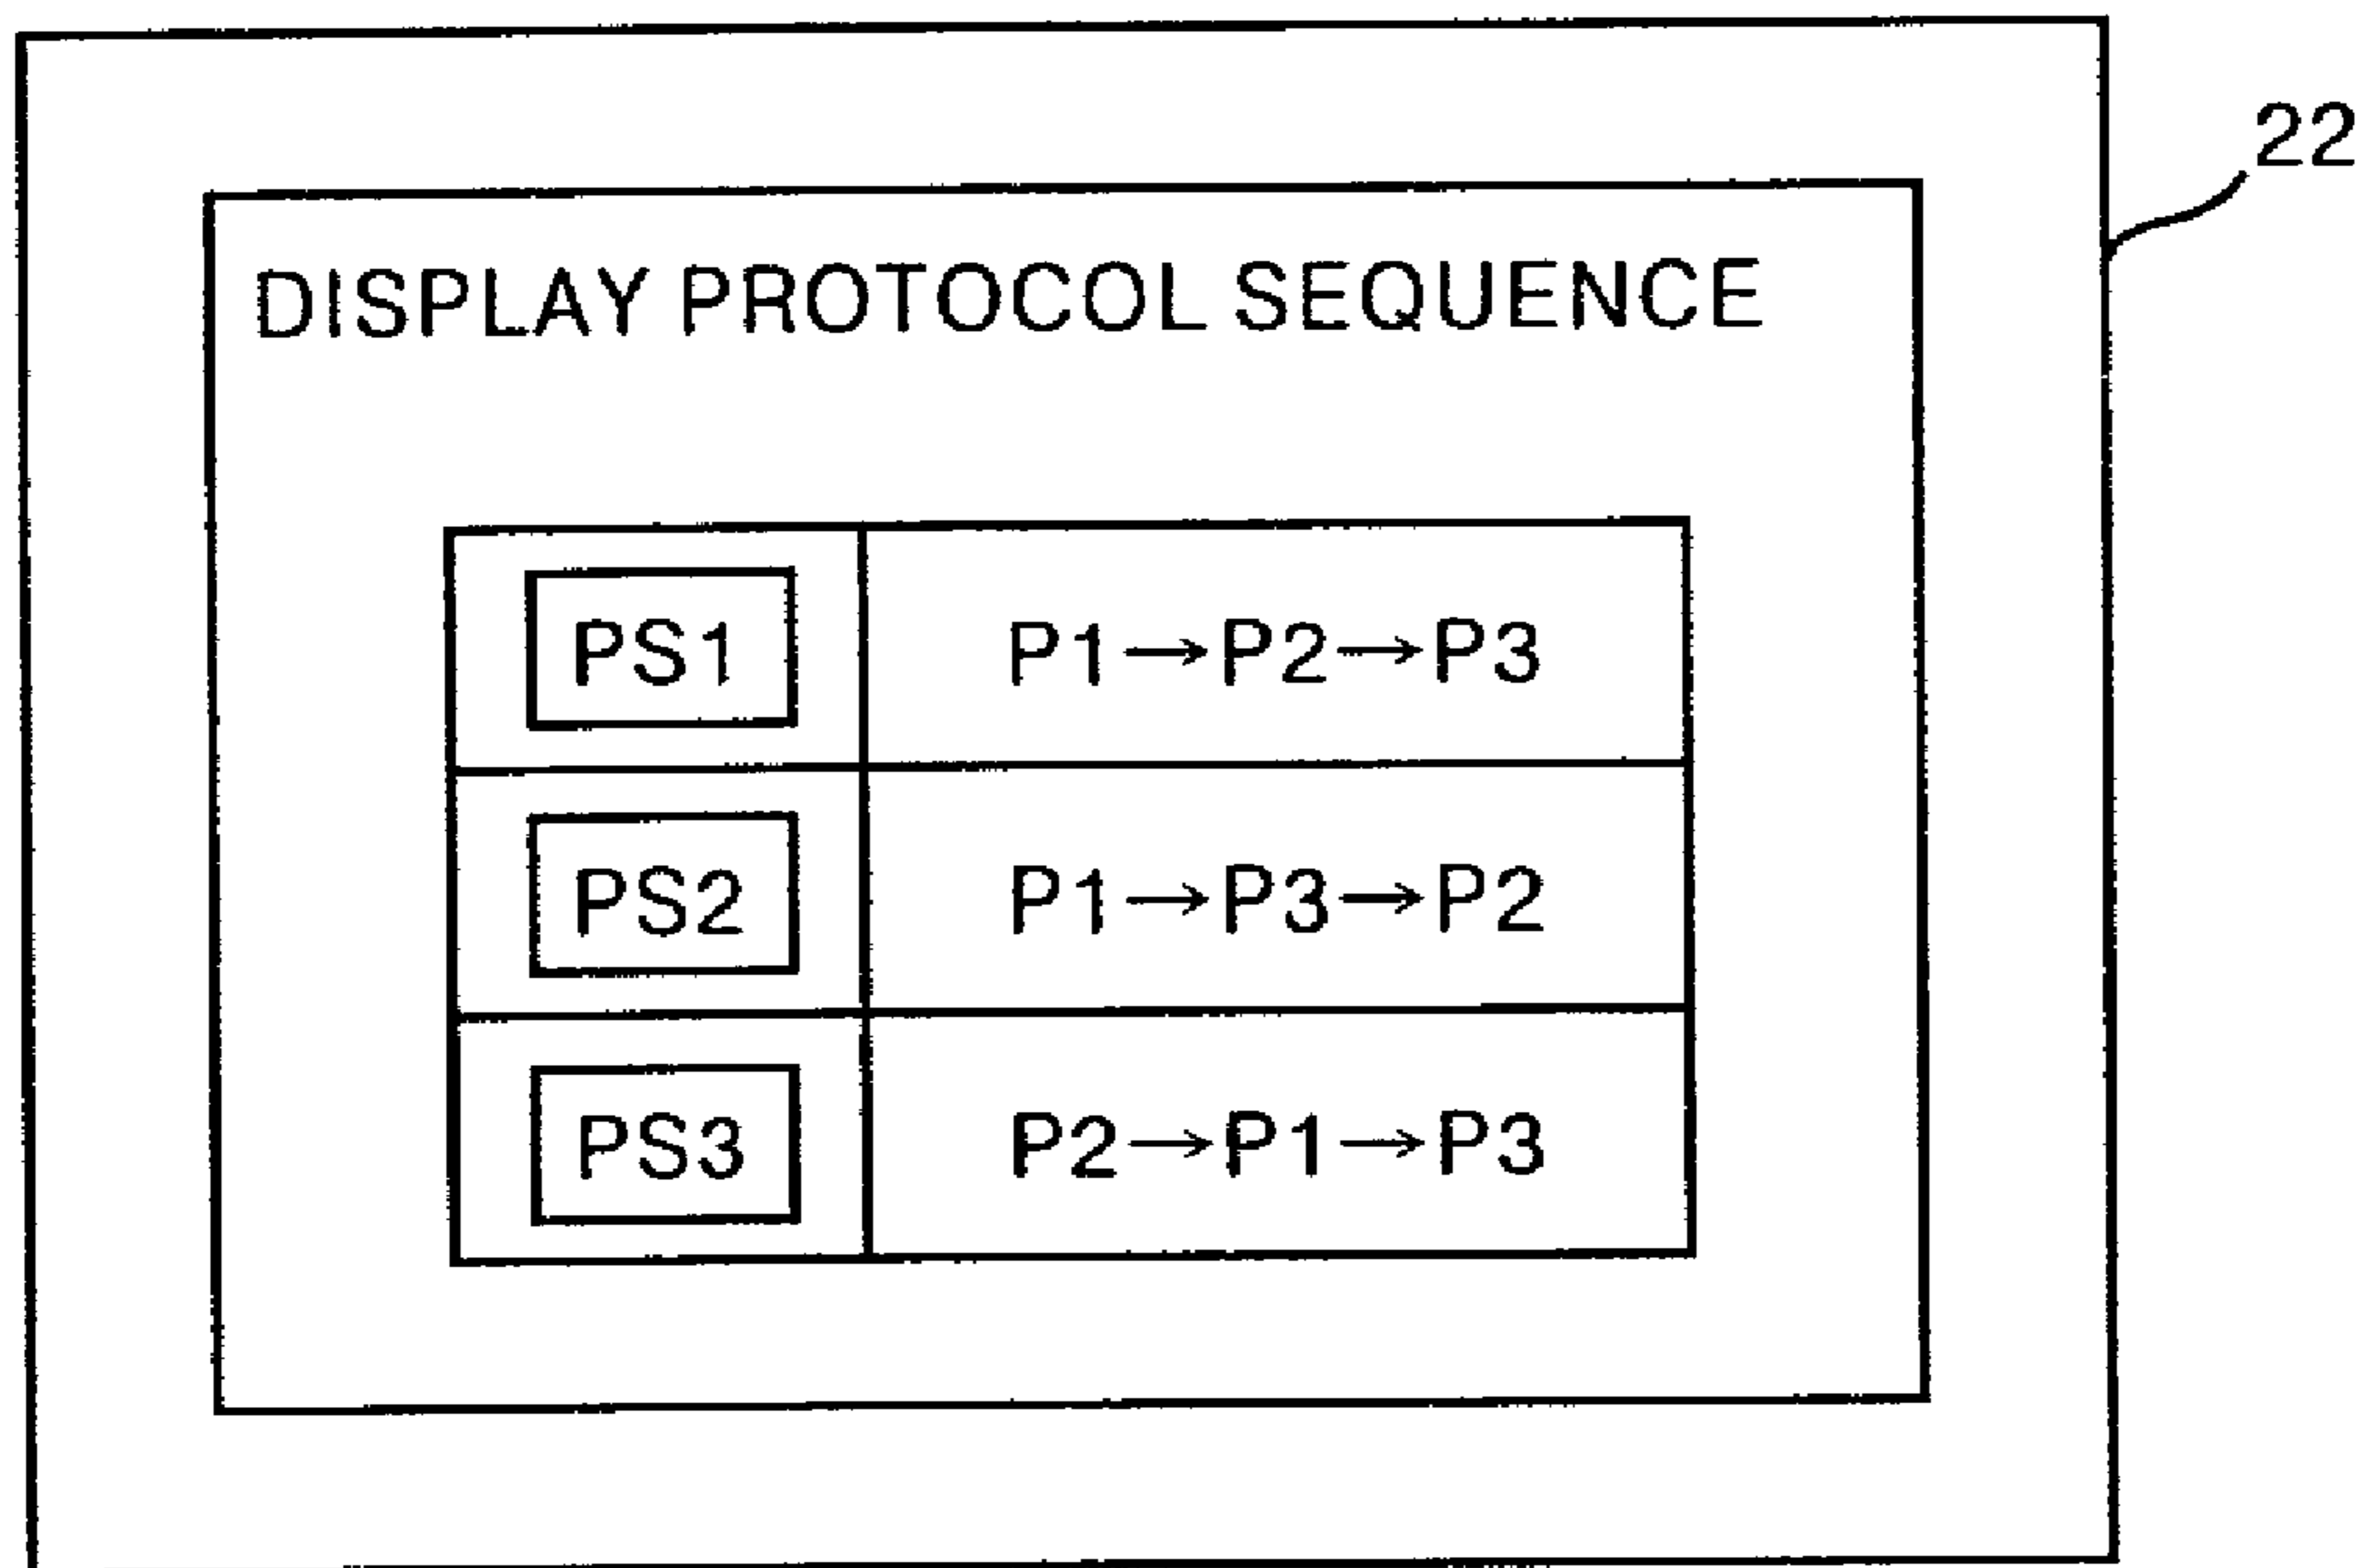 22
DISPLAY PROTOCOL SEQUENCE
PS1 P1→P2→P3
PS2 P1→P3→P2
PS3 P2→P1→P3